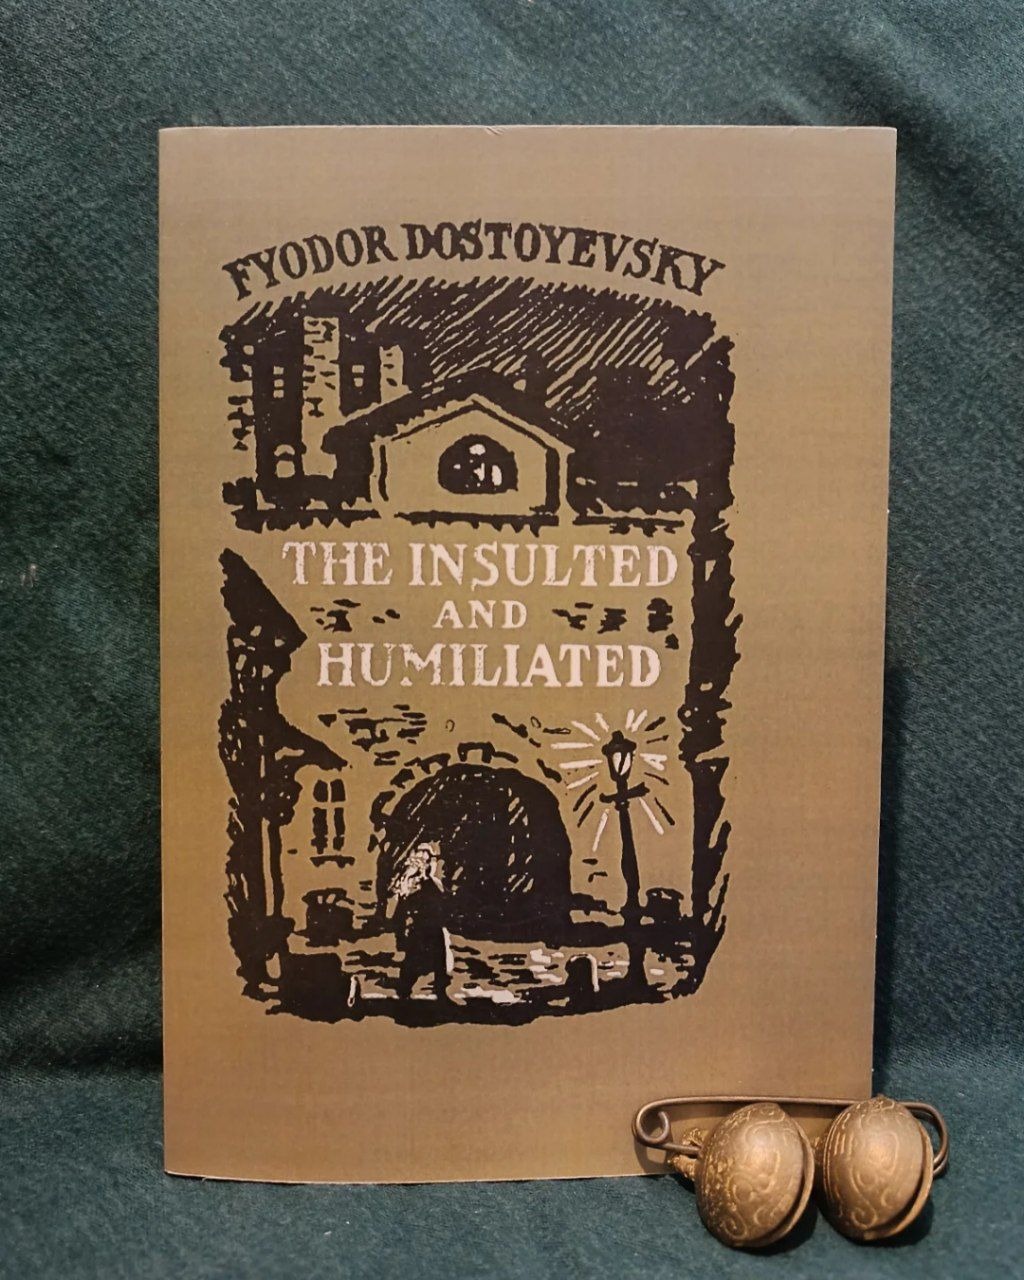 FYODOR DOSTOYEVSKY
THE INSULTED
AND
HUMILIATED